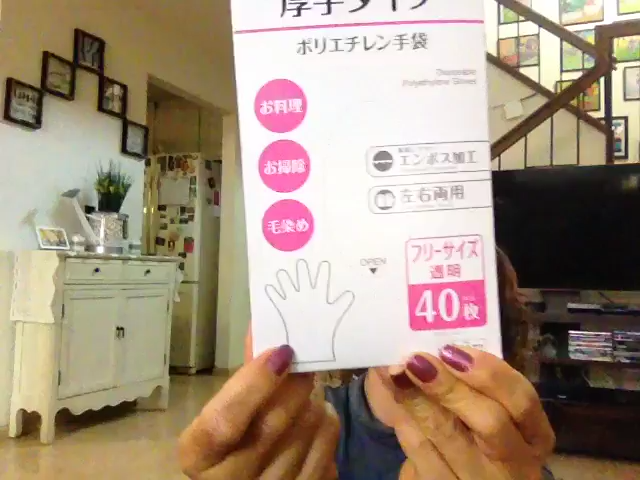 厚手タイプ
ポリエチレン手袋
Disposable
Polyethylene Gloves
お料理
お掃除
毛染め
エンボス加工
左右両用
OPEN
フリーサイズ
透明
40枚